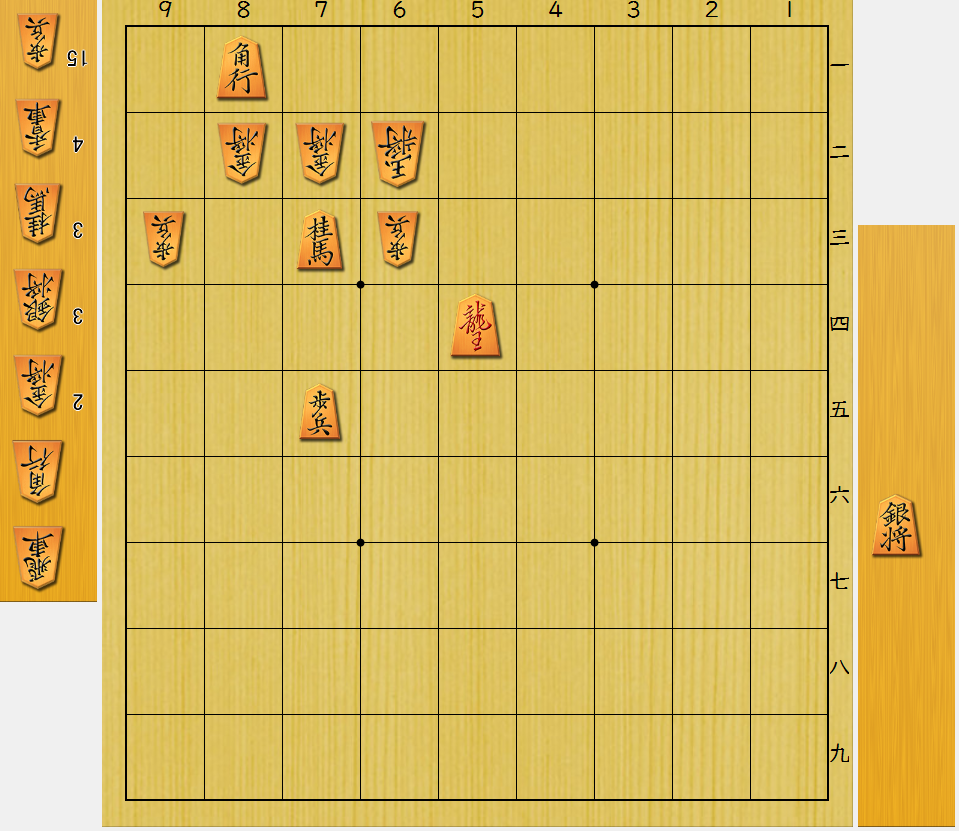 9 8 7 6 5 4 3 2 1
角行 一
金将 金将 玉将 二
歩兵 桂馬 歩兵 三
龍王 四
歩兵 五
六
七
八
九
歩兵 15
香車 4
桂馬 3
銀将 3
金将 2
角行
飛車
銀将